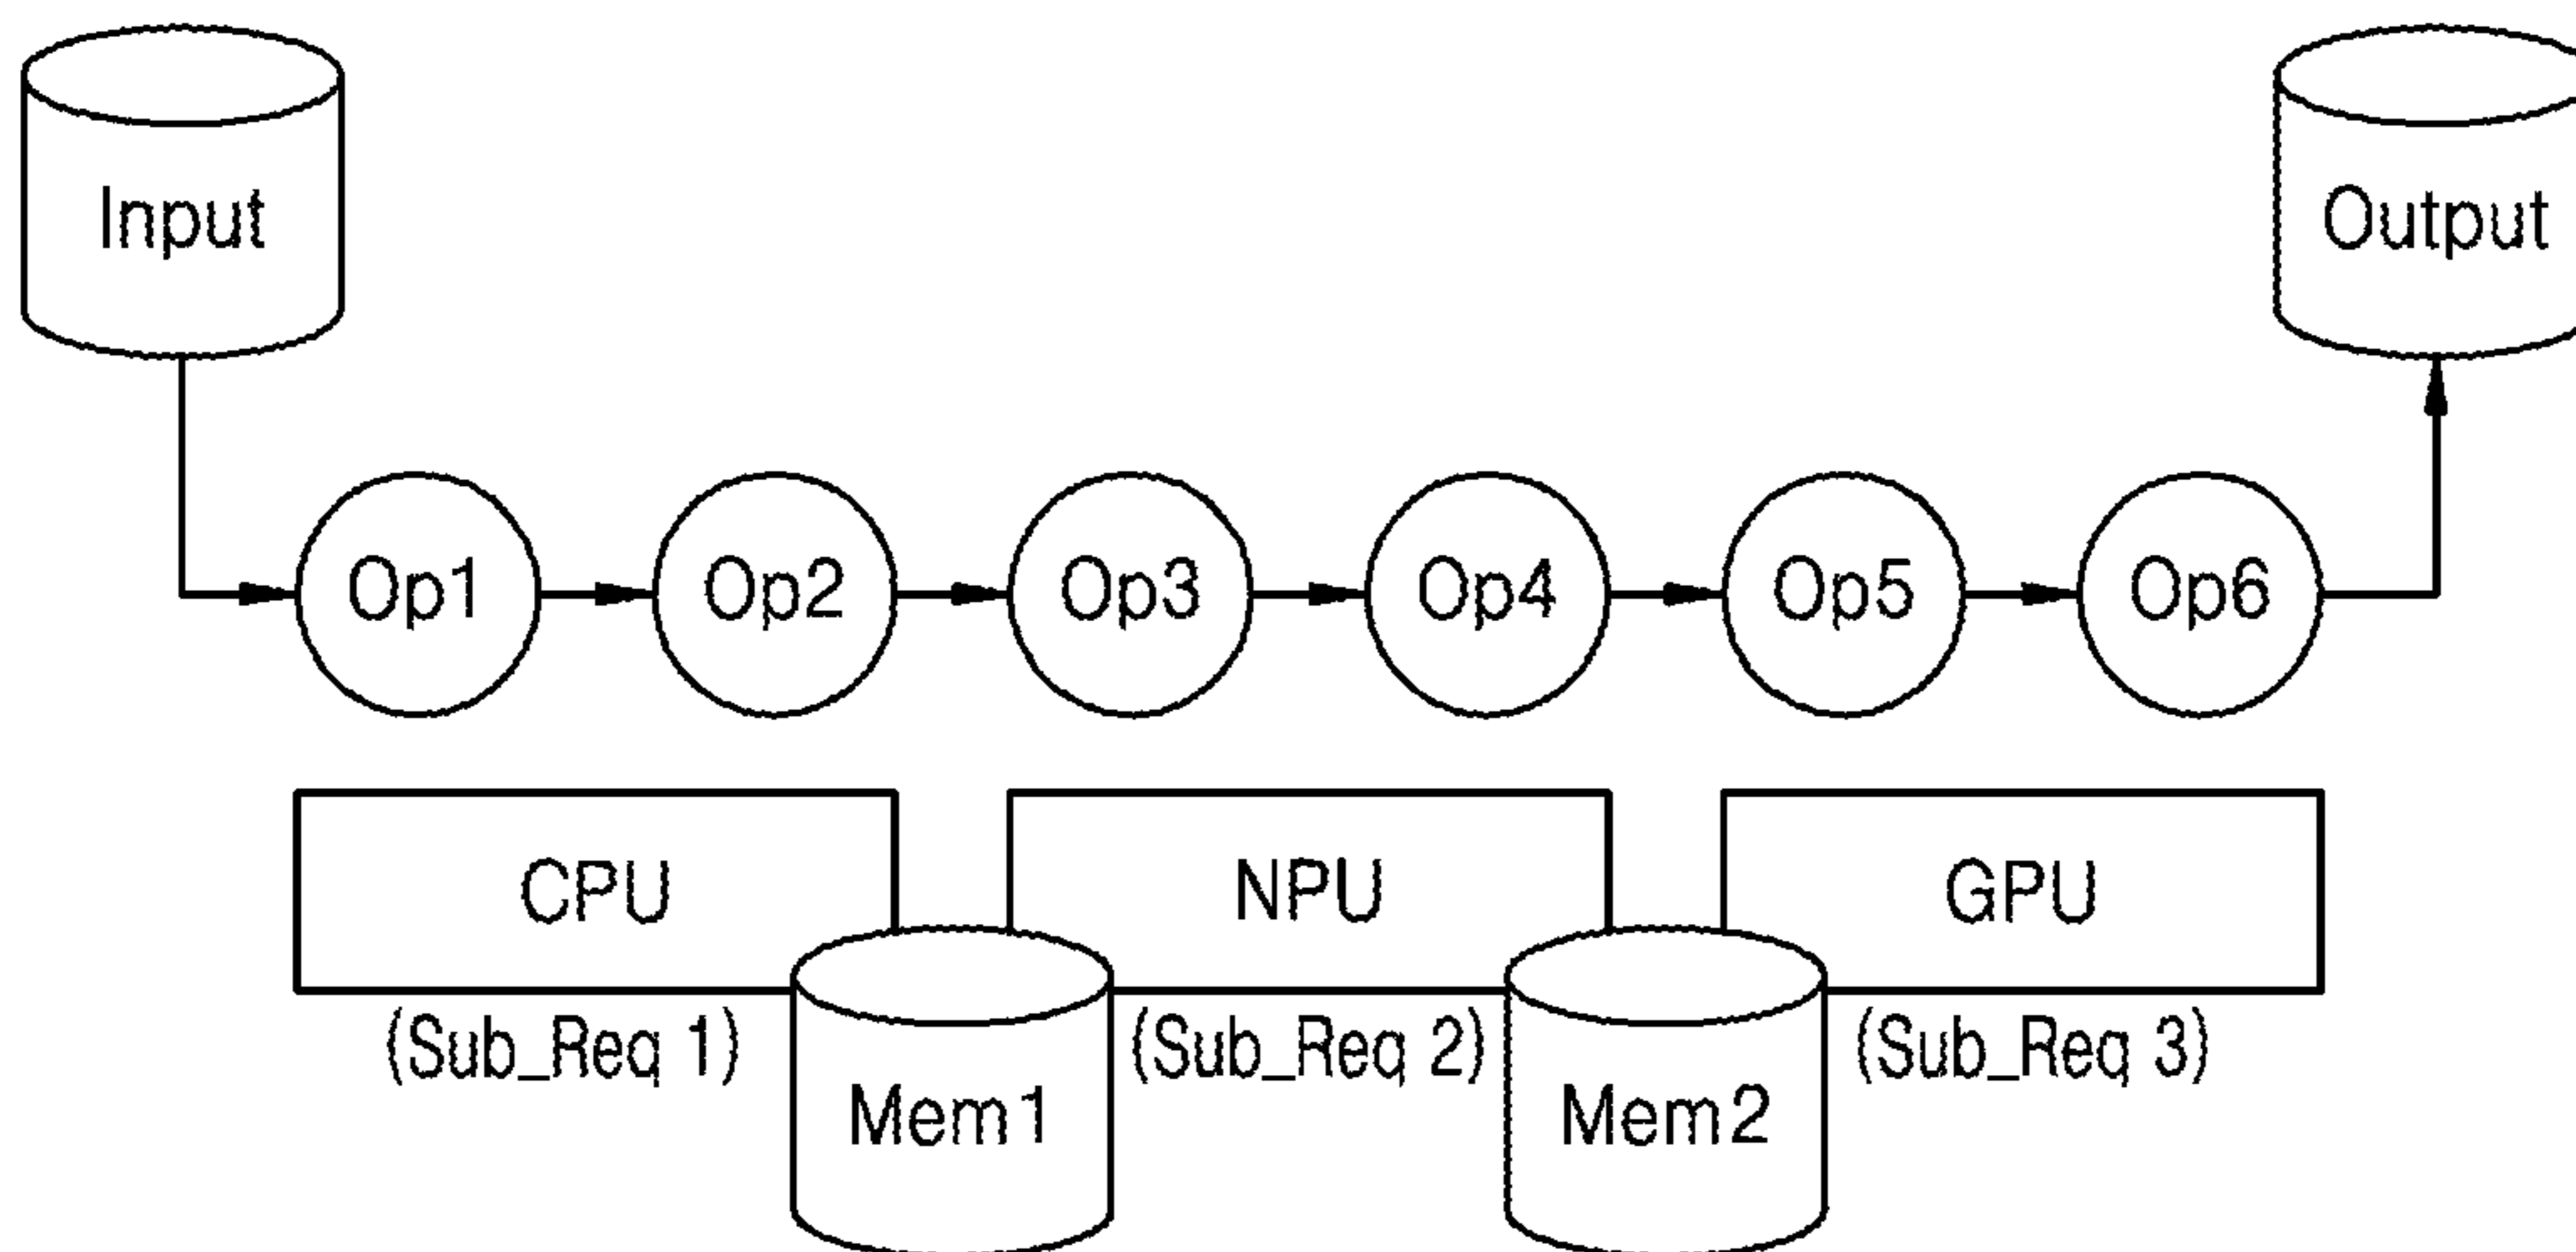 Input
Output
Op1
Op2
Op3
Op4
Op5
Op6
CPU
NPU
GPU
(Sub_Req 1)
(Sub_Req 2)
(Sub_Req 3)
Mem1
Mem2